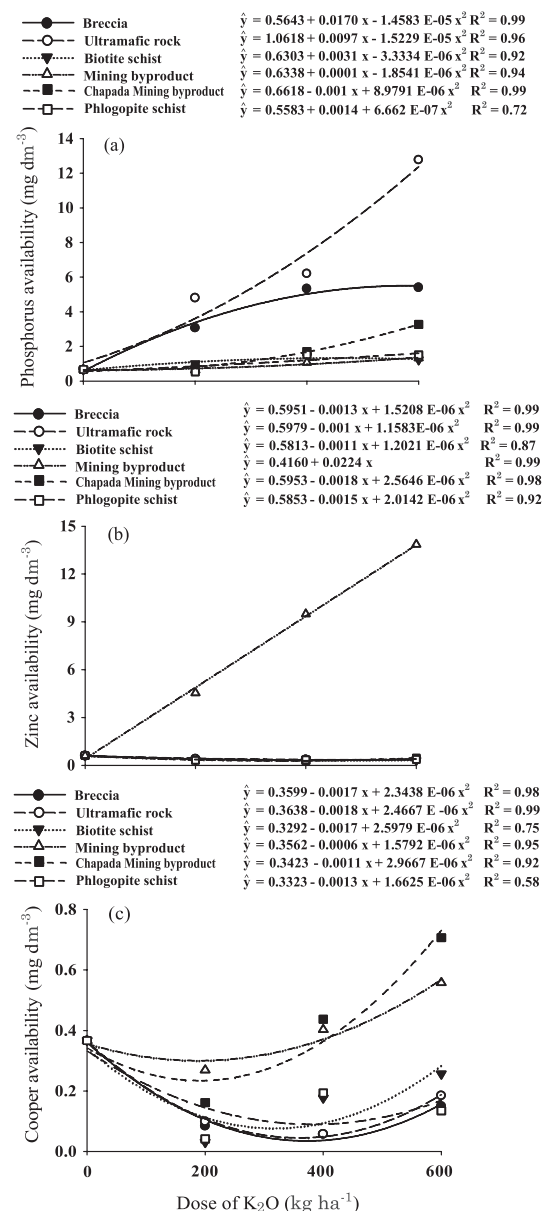 Breccia ŷ = 0.5643 + 0.0170 x - 1.4583 E-05 x² R² = 0.99
Ultramafic rock ŷ = 1.0618 + 0.0097 x - 1.5229 E-05 x² R² = 0.96
Biotite schist ŷ = 0.6303 + 0.0031 x - 3.3334 E-06 x² R² = 0.92
Mining byproduct ŷ = 0.6338 + 0.0001 x - 1.8541 E-06 x² R² = 0.94
Chapada Mining byproduct ŷ = 0.6618 - 0.001 x + 8.9791 E-06 x² R² = 0.99
Phlogopite schist ŷ = 0.5583 + 0.0014 + 6.662 E-07 x² R² = 0.72
(a)
Phosphorus availability (mg dm⁻³)
14
12
10
8
6
4
2
0
Breccia ŷ = 0.5951 - 0.0013 x + 1.5208 E-06 x² R² = 0.99
Ultramafic rock ŷ = 0.5979 - 0.001 x + 1.1583E-06 x² R² = 0.99
Biotite schist ŷ = 0.5813 - 0.0011 x + 1.2021 E-06 x² R² = 0.87
Mining byproduct ŷ = 0.4160 + 0.0224 x R² = 0.99
Chapada Mining byproduct ŷ = 0.5953 - 0.0018 x + 2.5646 E-06 x² R² = 0.98
Phlogopite schist ŷ = 0.5853 - 0.0015 x + 2.0142 E-06 x² R² = 0.92
(b)
Zinc availability (mg dm⁻³)
15
12
9
6
3
0
Breccia ŷ = 0.3599 - 0.0017 x + 2.3438 E-06 x² R² = 0.98
Ultramafic rock ŷ = 0.3638 - 0.0018 x + 2.4667 E -06 x² R² = 0.99
Biotite schist ŷ = 0.3292 - 0.0017 + 2.5979 E-06 x² R² = 0.75
Mining byproduct ŷ = 0.3562 - 0.0006 x + 1.5792 E-06 x² R² = 0.95
Chapada Mining byproduct ŷ = 0.3423 - 0.0011 x + 2.9667 E-06 x² R² = 0.92
Phlogopite schist ŷ = 0.3323 - 0.0013 x + 1.6625 E-06 x² R² = 0.58
(c)
Cooper availability (mg dm⁻³)
0.8
0.6
0.4
0.2
0.0
0 200 400 600
Dose of K₂O (kg ha⁻¹)